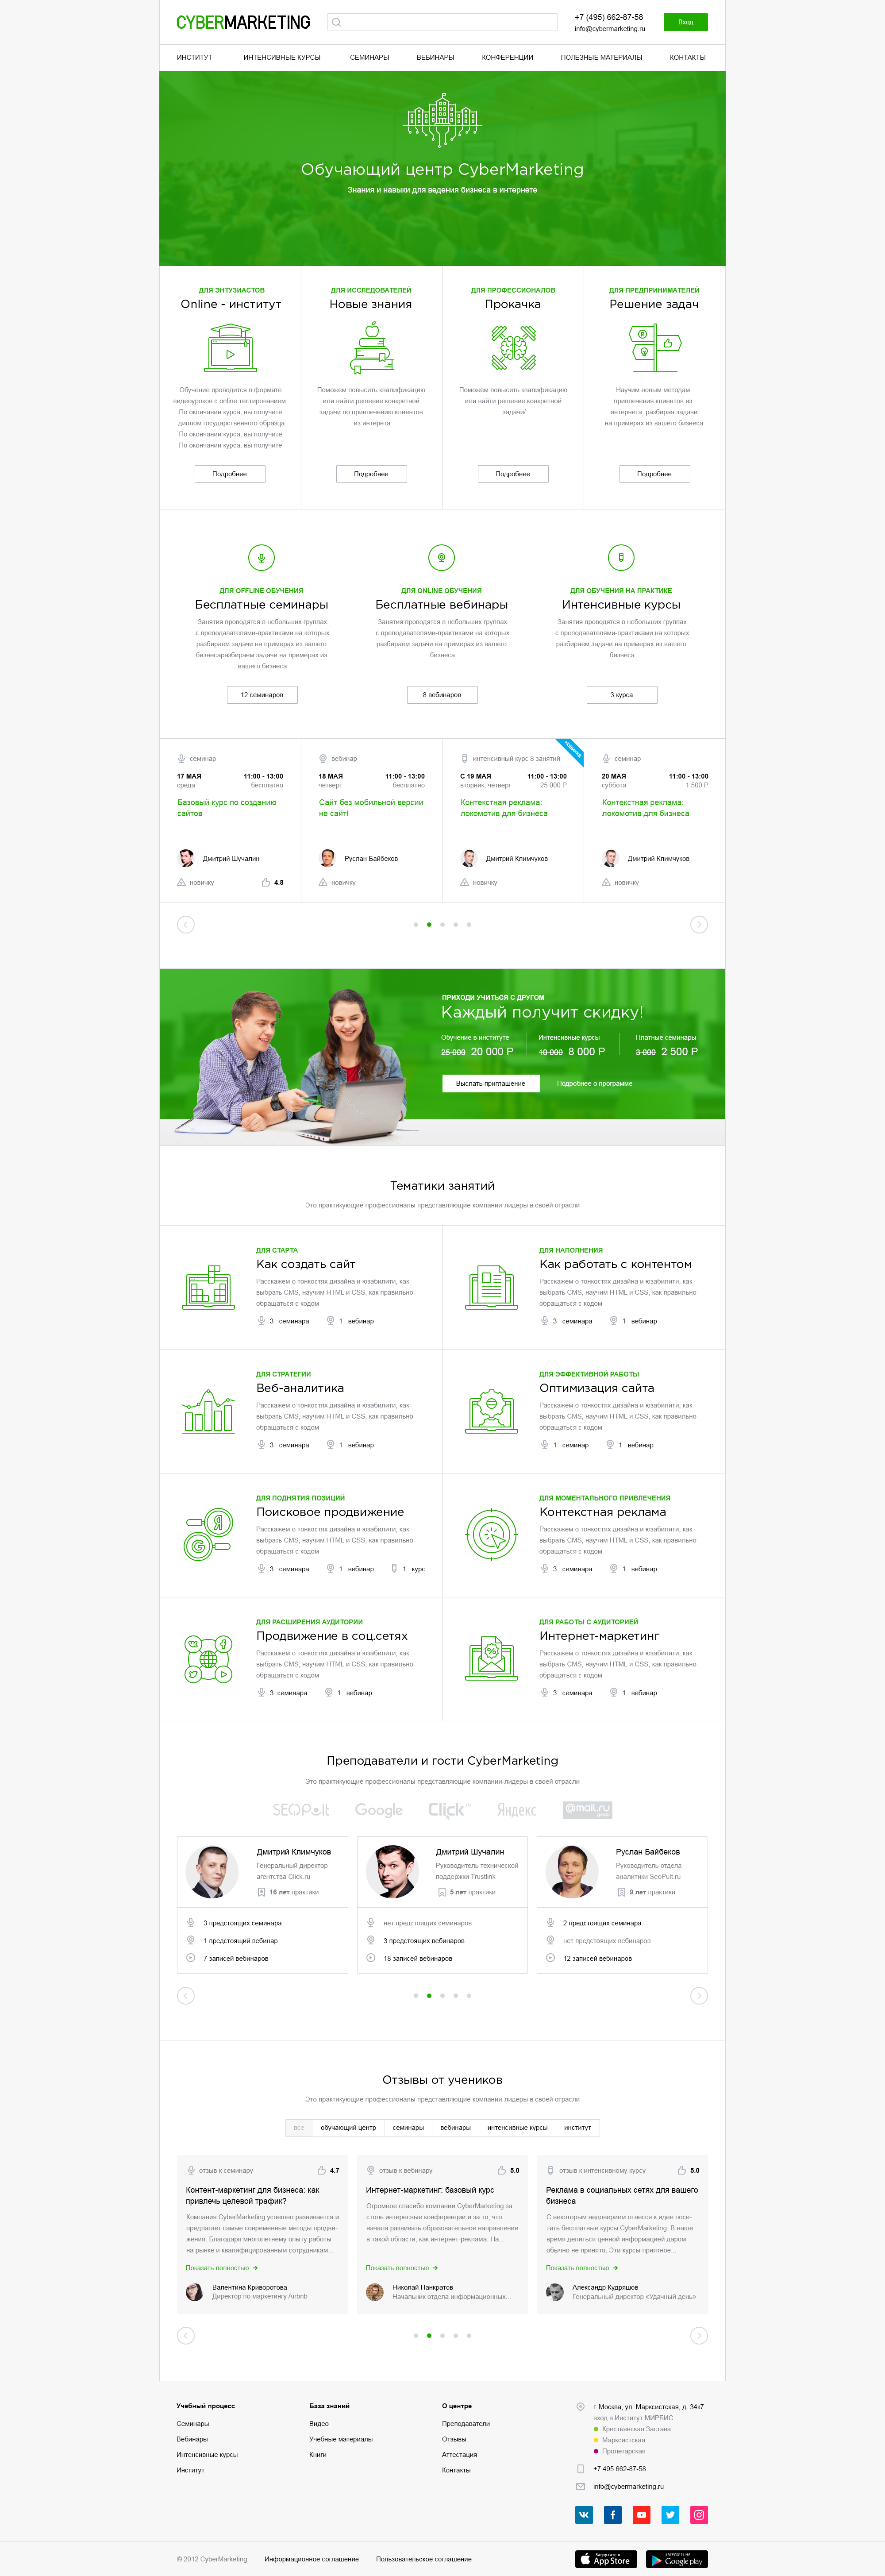 CYBERMARKETING
+7 (495) 662-87-58
info@cybermarketing.ru
Вход
ИНСТИТУТ ИНТЕНСИВНЫЕ КУРСЫ СЕМИНАРЫ ВЕБИНАРЫ КОНФЕРЕНЦИИ ПОЛЕЗНЫЕ МАТЕРИАЛЫ КОНТАКТЫ
Обучающий центр CyberMarketing
Знания и навыки для ведения бизнеса в интернете
ДЛЯ ЭНТУЗИАСТОВ
Online - институт
Обучение проводится в формате
видеоуроков с online тестированием
По окончании курса, вы получите
диплом государственного образца
По окончании курса, вы получите
По окончании курса, вы получите
Подробнее
ДЛЯ ИССЛЕДОВАТЕЛЕЙ
Новые знания
Поможем повысить квалификацию
или найти решение конкретной
задачи по привлечению клиентов
из интернта
Подробнее
ДЛЯ ПРОФЕССИОНАЛОВ
Прокачка
Поможем повысить квалификацию
или найти решение конкретной
задачи/
Подробнее
ДЛЯ ПРЕДПРИНИМАТЕЛЕЙ
Решение задач
Научим новым методам
привлечения клиентов из
интернета, разбирая задачи
на примерах из вашего бизнеса
Подробнее
ДЛЯ OFFLINE ОБУЧЕНИЯ
Бесплатные семинары
Занятия проводятся в небольших группах
с преподавателями-практиками на которых
разбираем задачи на примерах из вашего
бизнесаразбираем задачи на примерах из
вашего бизнеса
12 семинаров
ДЛЯ ONLINE ОБУЧЕНИЯ
Бесплатные вебинары
Занятия проводятся в небольших группах
с преподавателями-практиками на которых
разбираем задачи на примерах из вашего
бизнеса
8 вебинаров
ДЛЯ ОБУЧЕНИЯ НА ПРАКТИКЕ
Интенсивные курсы
Занятия проводятся в небольших группах
с преподавателями-практиками на которых
разбираем задачи на примерах из вашего
бизнеса
3 курса
семинар
17 МАЯ 11:00 - 13:00
среда бесплатно
Базовый курс по созданию
сайтов
Дмитрий Шучалин
новичку 4.8
вебинар
18 МАЯ 11:00 - 13:00
четверг бесплатно
Сайт без мобильной версии
не сайт!
Руслан Байбеков
новичку
интенсивный курс 8 занятий
НОВИНКА
С 19 МАЯ 11:00 - 13:00
вторник, четверг 25 000 Р
Контекстная реклама:
локомотив для бизнеса
Дмитрий Климчуков
новичку
семинар
20 МАЯ 11:00 - 13:00
суббота 1 500 Р
Контекстная реклама:
локомотив для бизнеса
Дмитрий Климчуков
новичку
ПРИХОДИ УЧИТЬСЯ С ДРУГОМ
Каждый получит скидку!
Обучение в институте Интенсивные курсы Платные семинары
25 000 20 000 Р 10 000 8 000 Р 3 000 2 500 Р
Выслать приглашение Подробнее о программе
Тематики занятий
Это практикующие профессионалы представляющие компании-лидеры в своей отрасли
ДЛЯ СТАРТА
Как создать сайт
Расскажем о тонкостях дизайна и юзабилити, как
выбрать CMS, научим HTML и CSS, как правильно
обращаться с кодом
3 семинара 1 вебинар
ДЛЯ НАПОЛНЕНИЯ
Как работать с контентом
Расскажем о тонкостях дизайна и юзабилити, как
выбрать CMS, научим HTML и CSS, как правильно
обращаться с кодом
3 семинара 1 вебинар
ДЛЯ СТРАТЕГИИ
Веб-аналитика
Расскажем о тонкостях дизайна и юзабилити, как
выбрать CMS, научим HTML и CSS, как правильно
обращаться с кодом
3 семинара 1 вебинар
ДЛЯ ЭФФЕКТИВНОЙ РАБОТЫ
Оптимизация сайта
Расскажем о тонкостях дизайна и юзабилити, как
выбрать CMS, научим HTML и CSS, как правильно
обращаться с кодом
1 семинар 1 вебинар
ДЛЯ ПОДНЯТИЯ ПОЗИЦИЙ
Поисковое продвижение
Расскажем о тонкостях дизайна и юзабилити, как
выбрать CMS, научим HTML и CSS, как правильно
обращаться с кодом
3 семинара 1 вебинар 1 курс
ДЛЯ МОМЕНТАЛЬНОГО ПРИВЛЕЧЕНИЯ
Контекстная реклама
Расскажем о тонкостях дизайна и юзабилити, как
выбрать CMS, научим HTML и CSS, как правильно
обращаться с кодом
3 семинара 1 вебинар
ДЛЯ РАСШИРЕНИЯ АУДИТОРИИ
Продвижение в соц.сетях
Расскажем о тонкостях дизайна и юзабилити, как
выбрать CMS, научим HTML и CSS, как правильно
обращаться с кодом
3 семинара 1 вебинар
ДЛЯ РАБОТЫ С АУДИТОРИЕЙ
Интернет-маркетинг
Расскажем о тонкостях дизайна и юзабилити, как
выбрать CMS, научим HTML и CSS, как правильно
обращаться с кодом
3 семинара 1 вебинар
Преподаватели и гости CyberMarketing
Это практикующие профессионалы представляющие компании-лидеры в своей отрасли
SEOPult Google Click Яндекс @mail.ru group
Дмитрий Климчуков
Генеральный директор
агентства Click.ru
16 лет практики
3 предстоящих семинара
1 предстоящий вебинар
7 записей вебинаров
Дмитрий Шучалин
Руководитель технической
поддержки Trustlink
5 лет практики
нет предстоящих семинаров
3 предстоящих вебинаров
18 записей вебинаров
Руслан Байбеков
Руководитель отдела
аналитики SeoPult.ru
9 лет практики
2 предстоящих семинара
нет предстоящих вебинаров
12 записей вебинаров
Отзывы от учеников
Это практикующие профессионалы представляющие компании-лидеры в своей отрасли
все обучающий центр семинары вебинары интенсивные курсы институт
отзыв к семинару 4.7
Контент-маркетинг для бизнеса: как
привлечь целевой трафик?
Компания CyberMarketing успешно развивается и
предлагает самые современные методы продви-
жения. Благодаря многолетнему опыту работы
на рынке и квалифицированным сотрудникам...
Показать полностью
Валентина Криворотова
Директор по маркетингу Airbnb
отзыв к вебинару 5.0
Интернет-маркетинг: базовый курс
Огромное спасибо компании CyberMarketing за
столь интересные конференции и за то, что
начала развивать образовательное направление
в такой области, как интернет-реклама. На...
Показать полностью
Николай Панкратов
Начальник отдела информационных...
отзыв к интенсивному курсу 5.0
Реклама в социальных сетях для вашего
бизнеса
С некоторым недоверием отнесся к идее посе-
тить бесплатные курсы CyberMarketing. В наше
время делиться ценной информацией даром
обычно не принято. Эти курсы приятное...
Показать полностью
Александр Кудряшов
Генеральный директор «Удачный день»
Учебный процесс
Семинары
Вебинары
Интенсивные курсы
Институт
База знаний
Видео
Учебные материалы
Книги
О центре
Преподаватели
Отзывы
Аттестация
Контакты
г. Москва, ул. Марксистская, д. 34к7
вход в Институт МИРБИС
Крестьянская Застава
Марксистская
Пролетарская
+7 495 662-87-58
info@cybermarketing.ru
© 2012 CyberMarketing Информационное соглашение Пользовательское соглашение
Загрузите в
App Store
ЗАГРУЗИТЕ НА
Google play